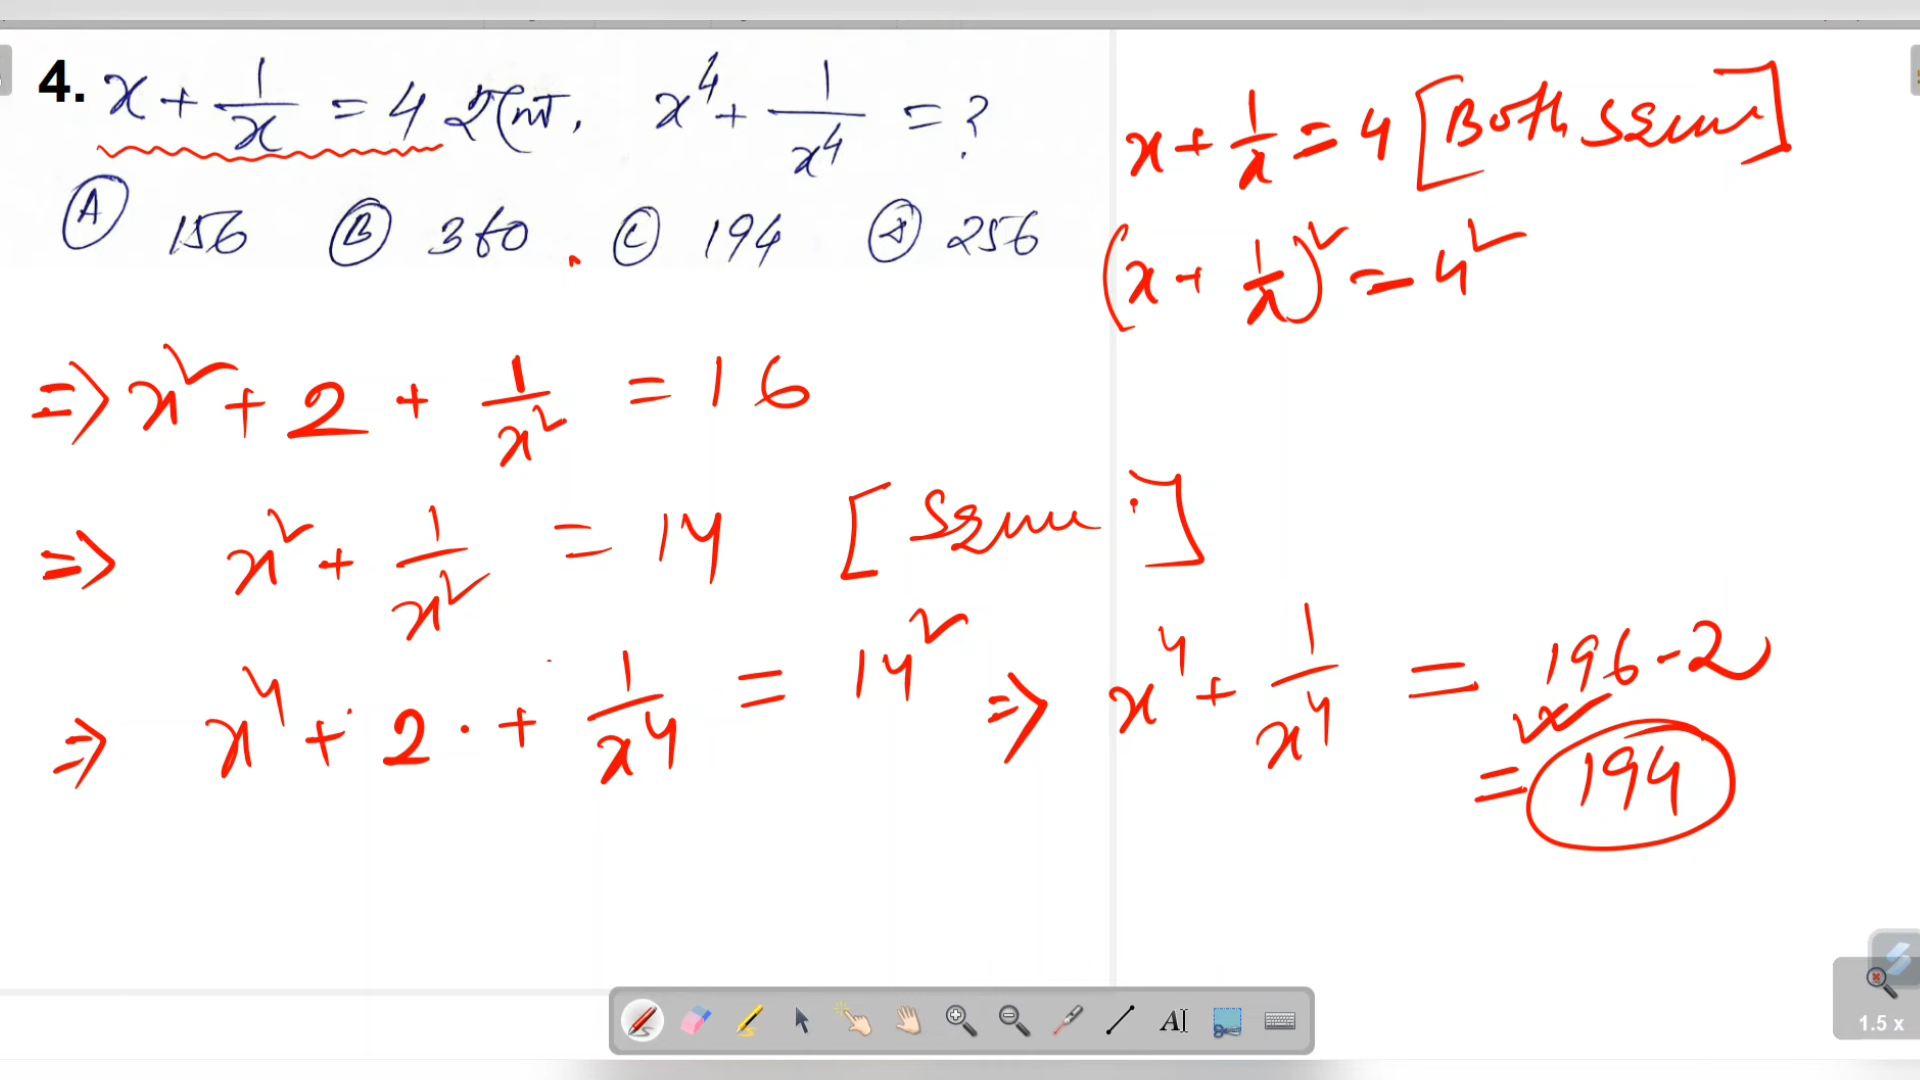 4. x + 1/x = 4 হলে, x⁴ + 1/x⁴ = ?
Ⓐ 156 Ⓑ 360 Ⓒ 194 Ⓓ 256
x + 1/x = 4 [Both
(x + 1/x)² = 4²
⇒ x² + 2 + 1/x² = 16
⇒ x² + 1/x² = 14
⇒ x⁴ + 2 · + 1/x⁴ = 14² ⇒ x⁴ + 1/x⁴ = 196 - 2
= 194
1.5 x